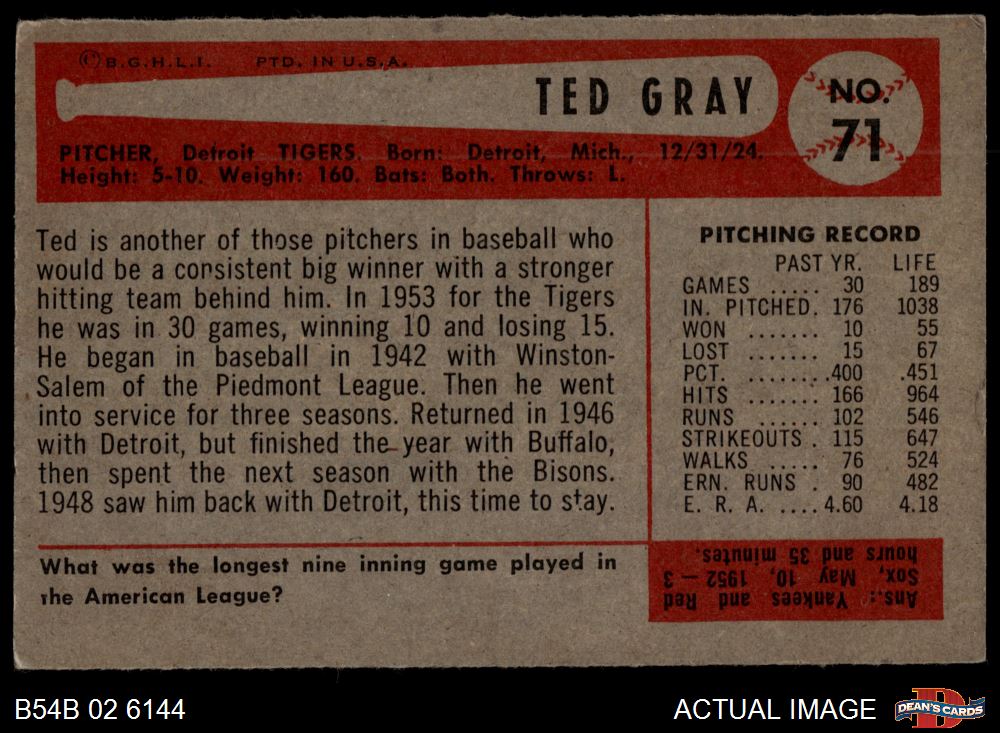 © B.G.H.L.I. PTD. IN U.S.A.
TED GRAY
NO.
71
PITCHER, Detroit TIGERS. Born: Detroit, Mich., 12/31/24.
Height: 5-10. Weight: 160. Bats: Both. Throws: L.
Ted is another of those pitchers in baseball who
would be a consistent big winner with a stronger
hitting team behind him. In 1953 for the Tigers
he was in 30 games, winning 10 and losing 15.
He began in baseball in 1942 with Winston-
Salem of the Piedmont League. Then he went
into service for three seasons. Returned in 1946
with Detroit, but finished the year with Buffalo,
then spent the next season with the Bisons.
1948 saw him back with Detroit, this time to stay.
What was the longest nine inning game played in
the American League?
PITCHING RECORD
PAST YR. LIFE
GAMES ..... 30 189
IN. PITCHED. 176 1038
WON ....... 10 55
LOST ....... 15 67
PCT. ........ .400 .451
HITS ....... 166 964
RUNS ...... 102 546
STRIKEOUTS . 115 647
WALKS ..... 76 524
ERN. RUNS . 90 482
E. R. A. .... 4.60 4.18
Ans.: Yankees and Red
Sox, May 10, 1952 — 3
hours and 35 minutes.
B54B 02 6144
ACTUAL IMAGE
D
DEAN'S CARDS